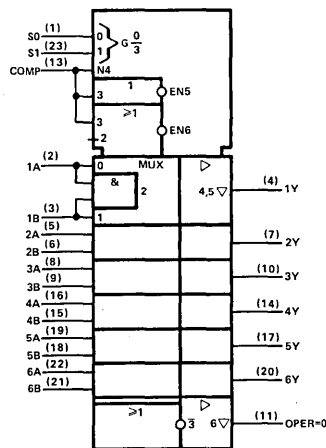 S0 (1) 0 G 0/3
S1 (23) 1
COMP (13) N4
3 1 EN5
3 ≥1 EN6
2
1A (2) 0 MUX ▷
& 2 4,5 ▽ (4) 1Y
1B (3) 1
2A (5) (7) 2Y
2B (6)
3A (8) (10) 3Y
3B (9)
4A (16) (14) 4Y
4B (15)
5A (19) (17) 5Y
5B (18)
6A (22) (20) 6Y
6B (21)
≥1 ▷
3 6 ▽ (11) OPER=0